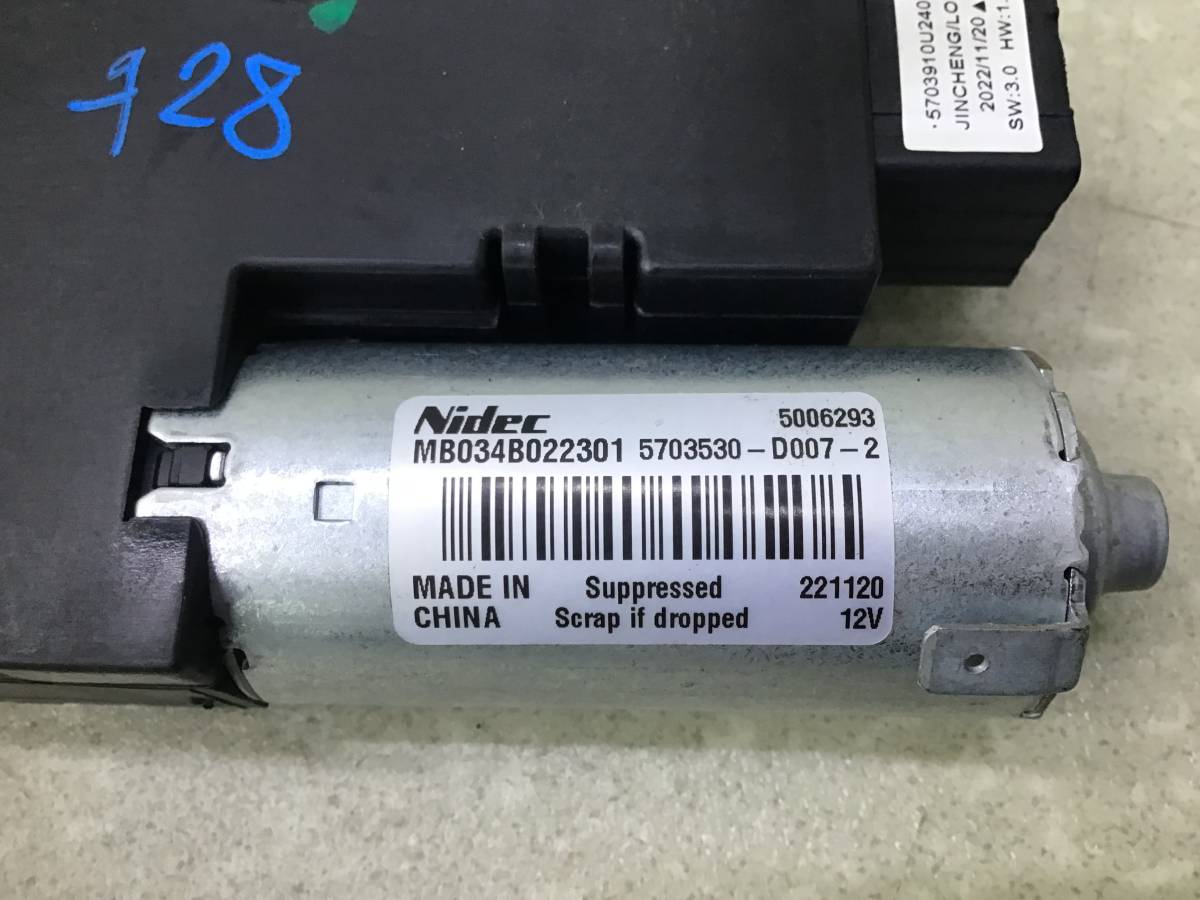 728
·5703910U240
JINCHENG/LO
2022/11/20▲
SW:3.0 HW:1.
Nidec 5006293
MB034B022301 5703530-D007-2
MADE IN CHINA
Suppressed
Scrap if dropped
221120
12V